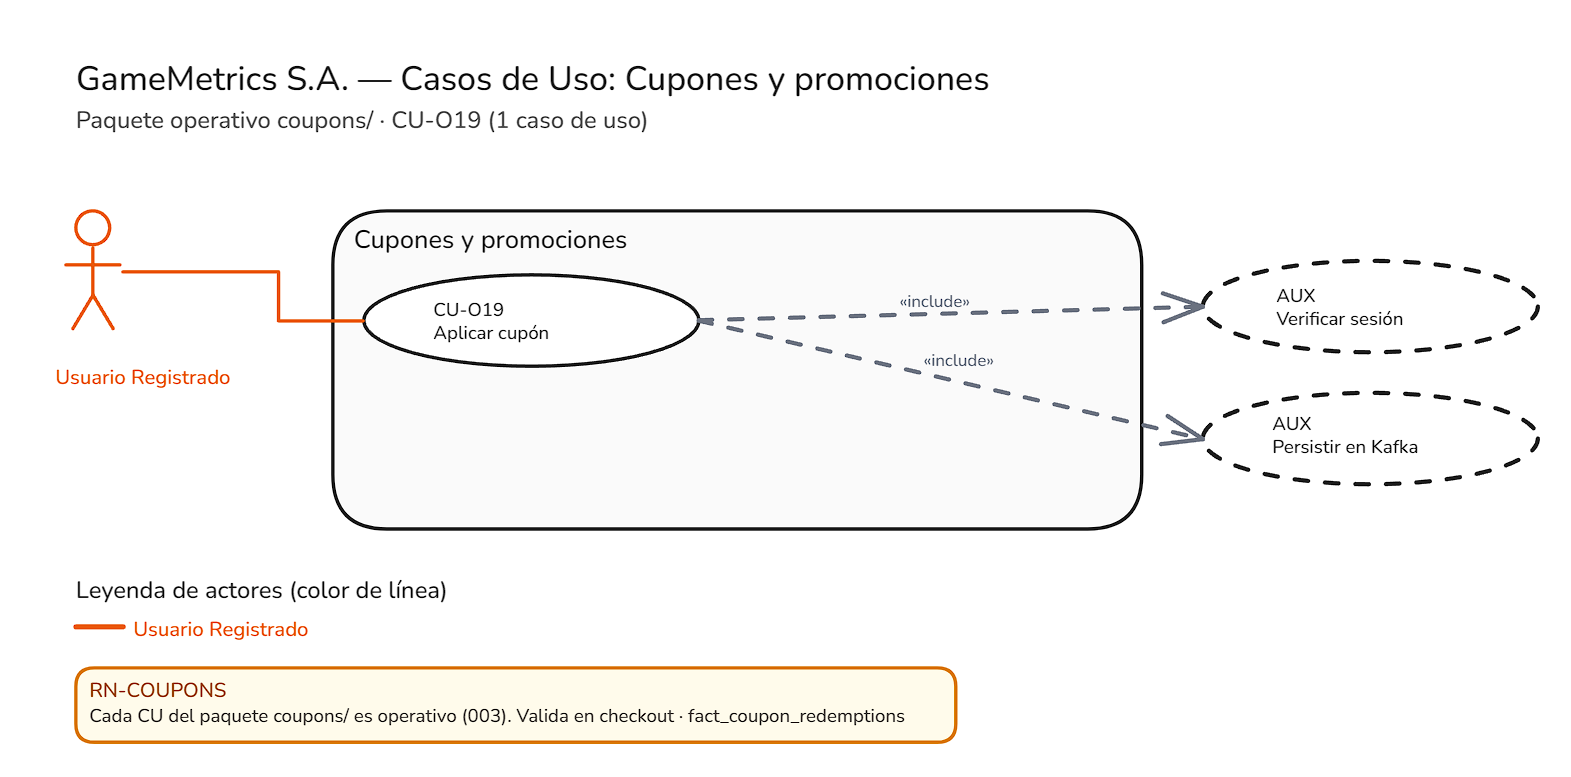 GameMetrics S.A. — Casos de Uso: Cupones y promociones
Paquete operativo coupons/ · CU-O19 (1 caso de uso)
Cupones y promociones
CU-O19
Aplicar cupón
«include»
«include»
AUX
Verificar sesión
AUX
Persistir en Kafka
Usuario Registrado
Leyenda de actores (color de línea)
Usuario Registrado
RN-COUPONS
Cada CU del paquete coupons/ es operativo (003). Valida en checkout · fact_coupon_redemptions